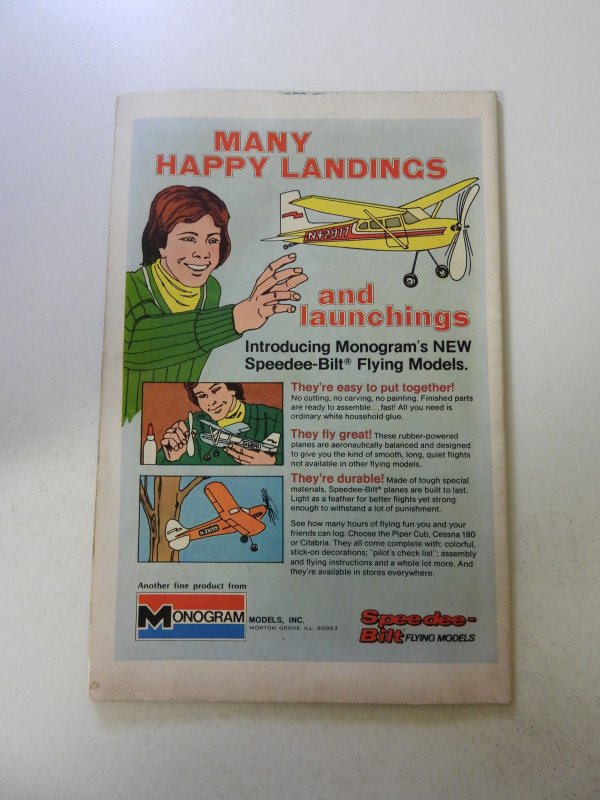 MANY
HAPPY LANDINGS
N42917
and
launchings
Introducing Monogram's NEW
Speedee-Bilt® Flying Models.
They're easy to put together!
No cutting, no carving, no painting. Finished parts
are ready to assemble...fast! All you need is
ordinary white household glue.
They fly great! These rubber-powered
planes are aeronautically balanced and designed
to give you the kind of smooth, long, quiet flights
not available in other flying models.
They're durable! Made of tough special
materials, Speedee-Bilt® planes are built to last.
Light as a feather for better flights yet strong
enough to withstand a lot of punishment.
See how many hours of flying fun you and your
friends can log. Choose the Piper Cub, Cessna 180
or Citabria. They all come complete with: colorful,
stick-on decorations; "pilot's check list"; assembly
and flying instructions and a whole lot more. And
they're available in stores everywhere.
Another fine product from
MONOGRAM MODELS, INC.
MORTON GROVE, ILL. 60053
Speedee-
Bilt FLYING MODELS